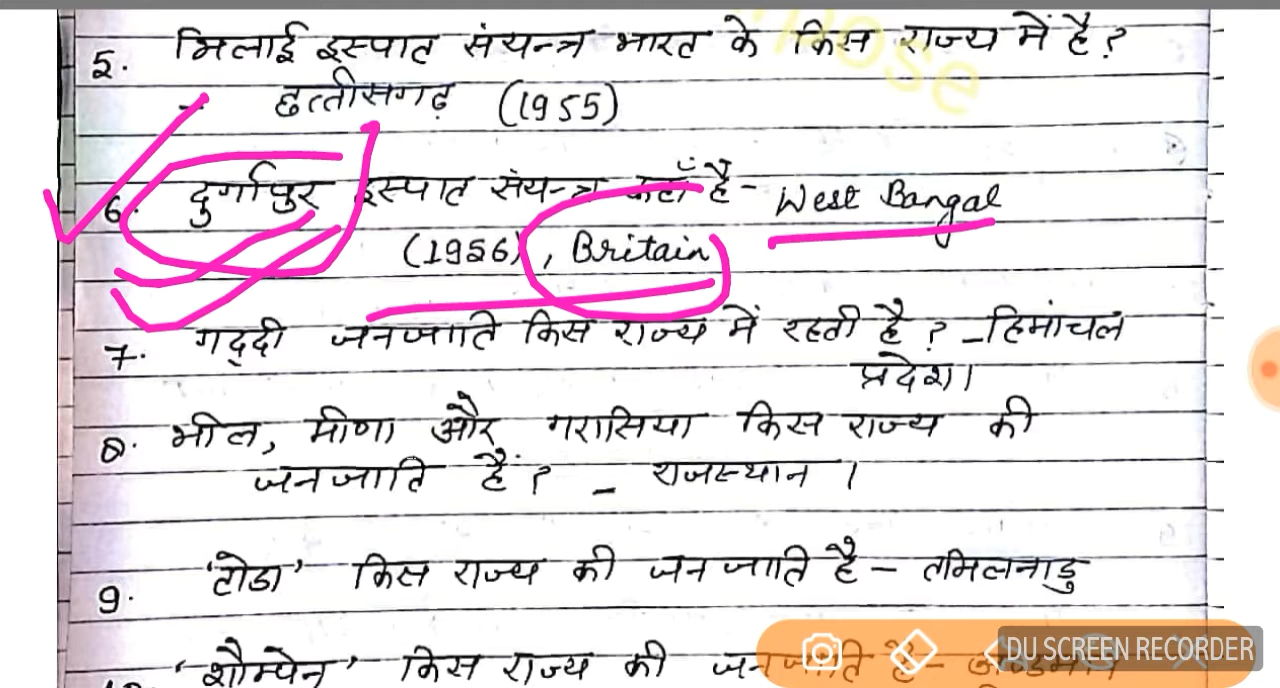 5. भिलाई इस्पात संयन्त्र भारत के किस राज्य में है?
- छत्तीसगढ़ (1955)
6. दुर्गापुर इस्पात संयन्त्र कहाँ है - West Bangal
(1956), Britain
7. गद्दी जनजाति किस राज्य में रहती है? - हिमांचल
प्रदेश।
8. भील, मीणा और गरासिया किस राज्य की
जनजाति हैं? - राजस्थान ।
9. 'टोडा' किस राज्य की जनजाति है - तमिलनाडु
'शौम्पेन' किस राज्य की जनजाति है -
DU SCREEN RECORDER